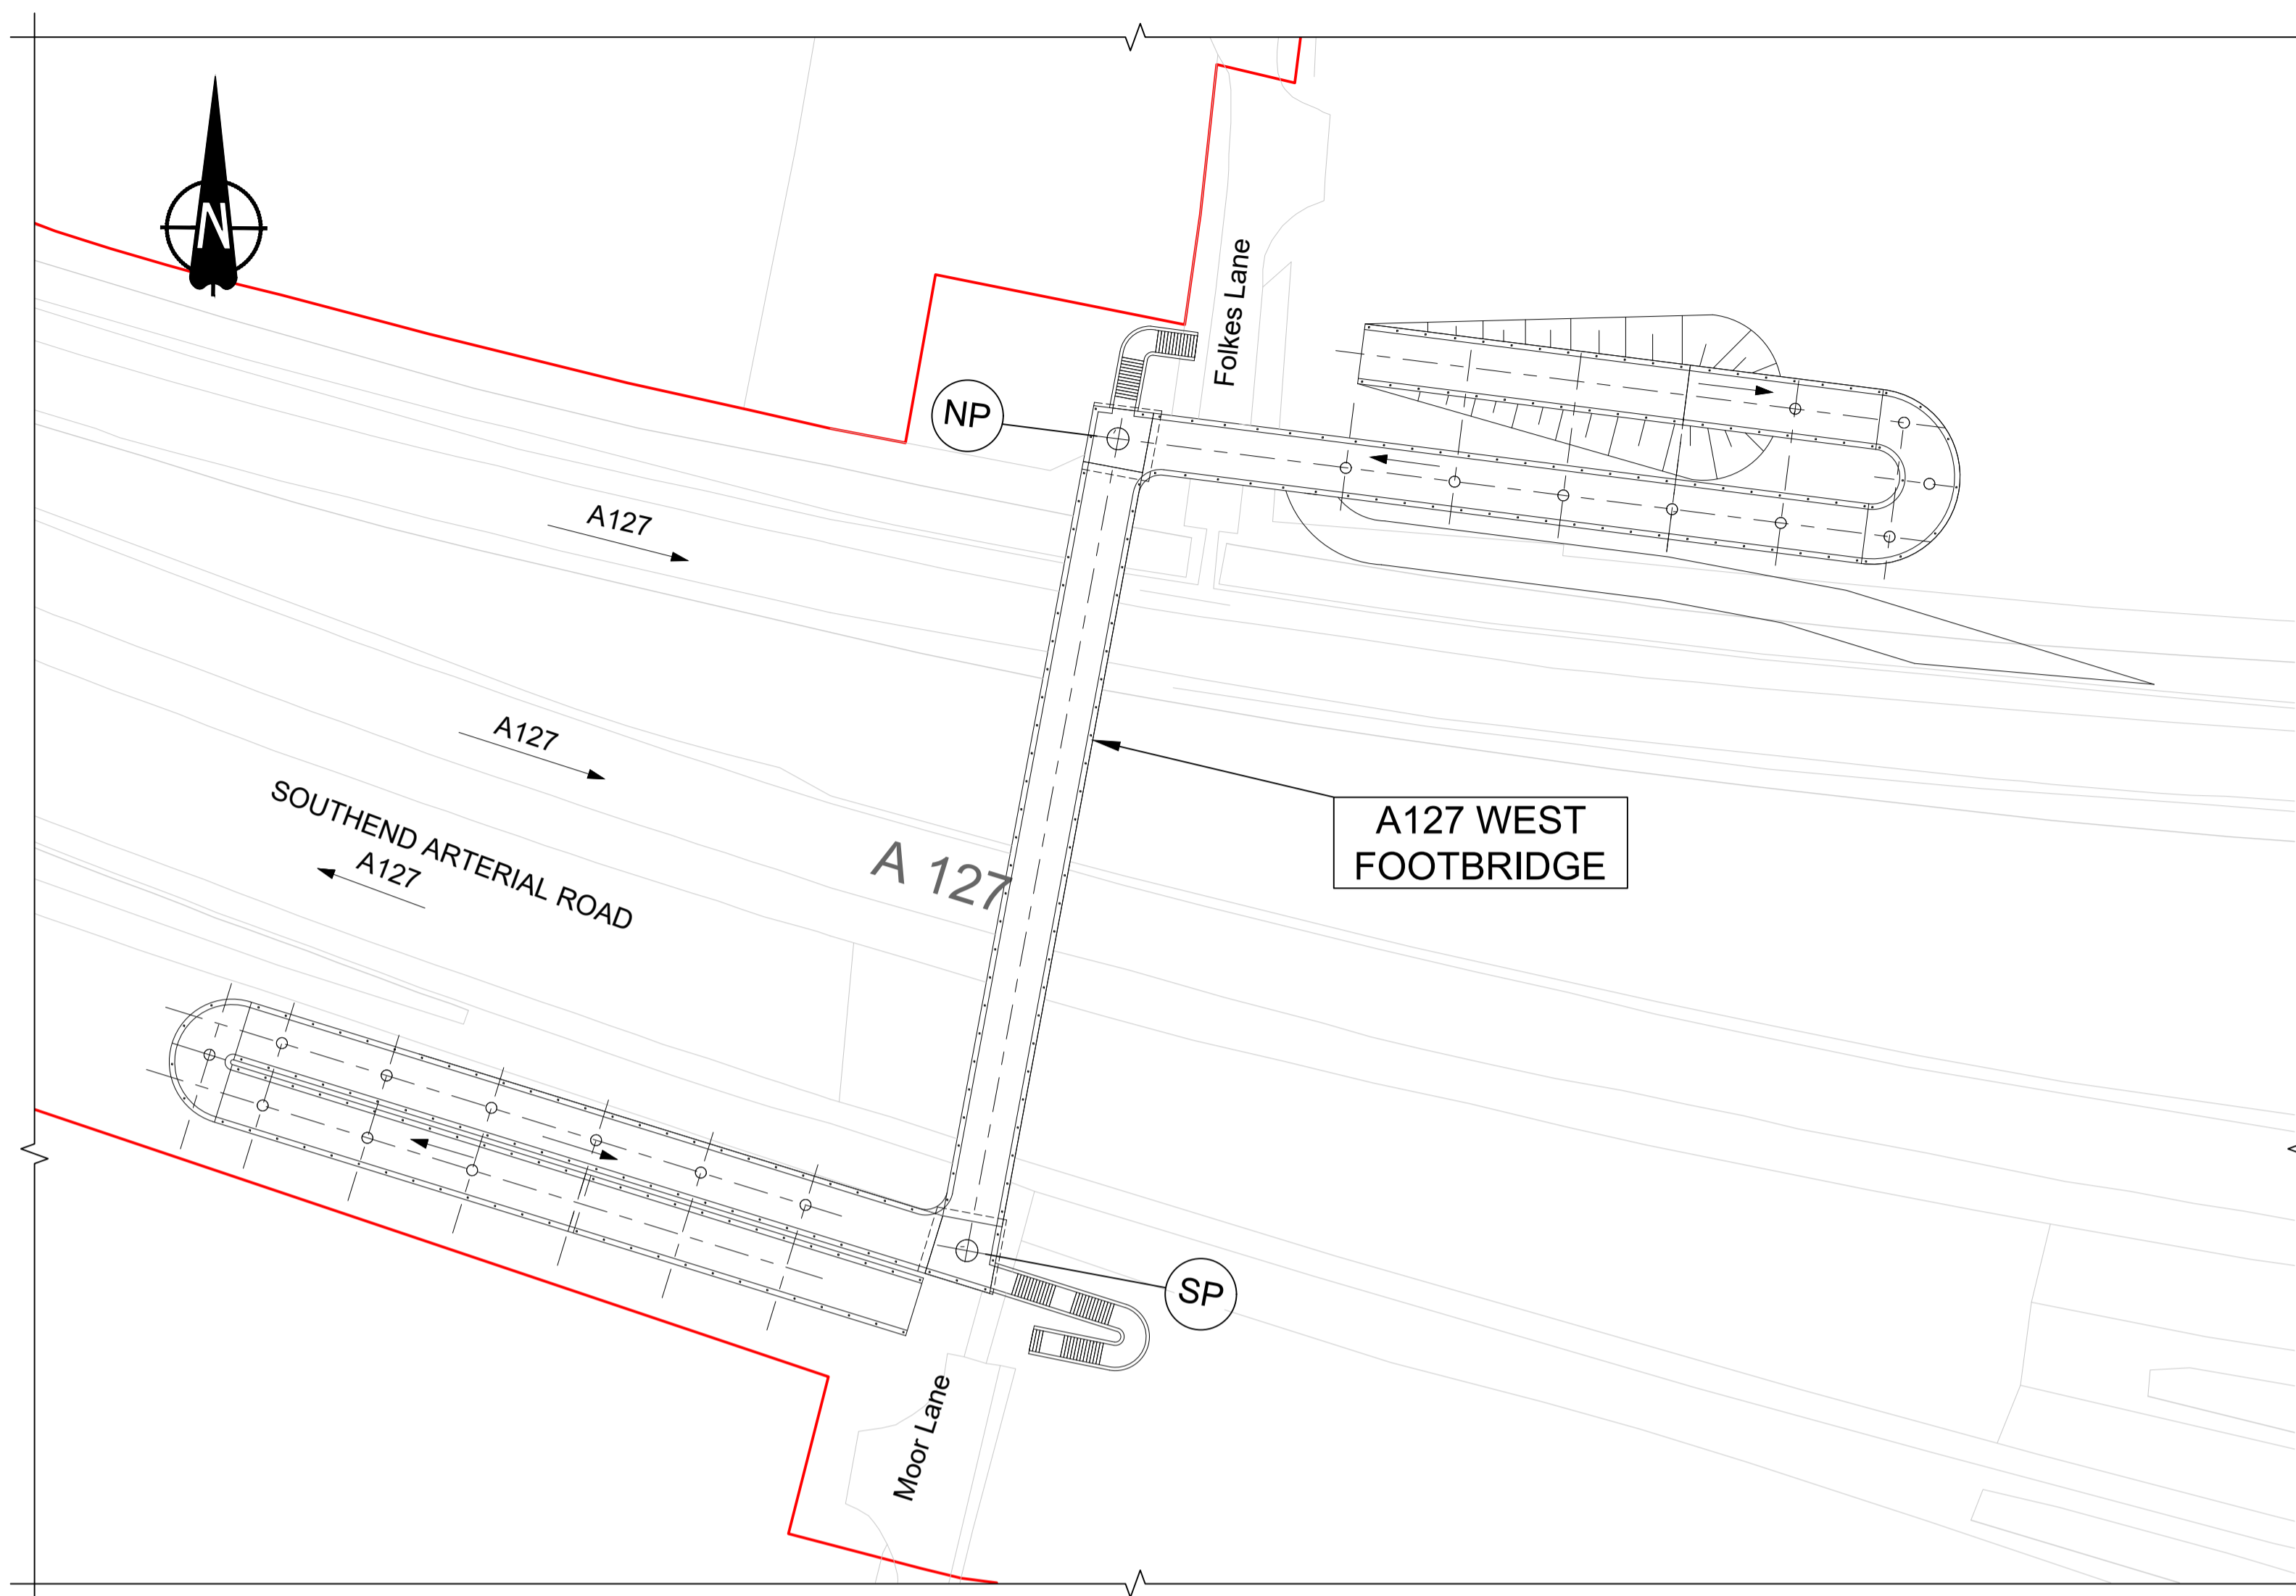 N
Folkes Lane
NP
A127
A127
SOUTHEND ARTERIAL ROAD
A127
A 127
A127 WEST
FOOTBRIDGE
SP
Moor Lane